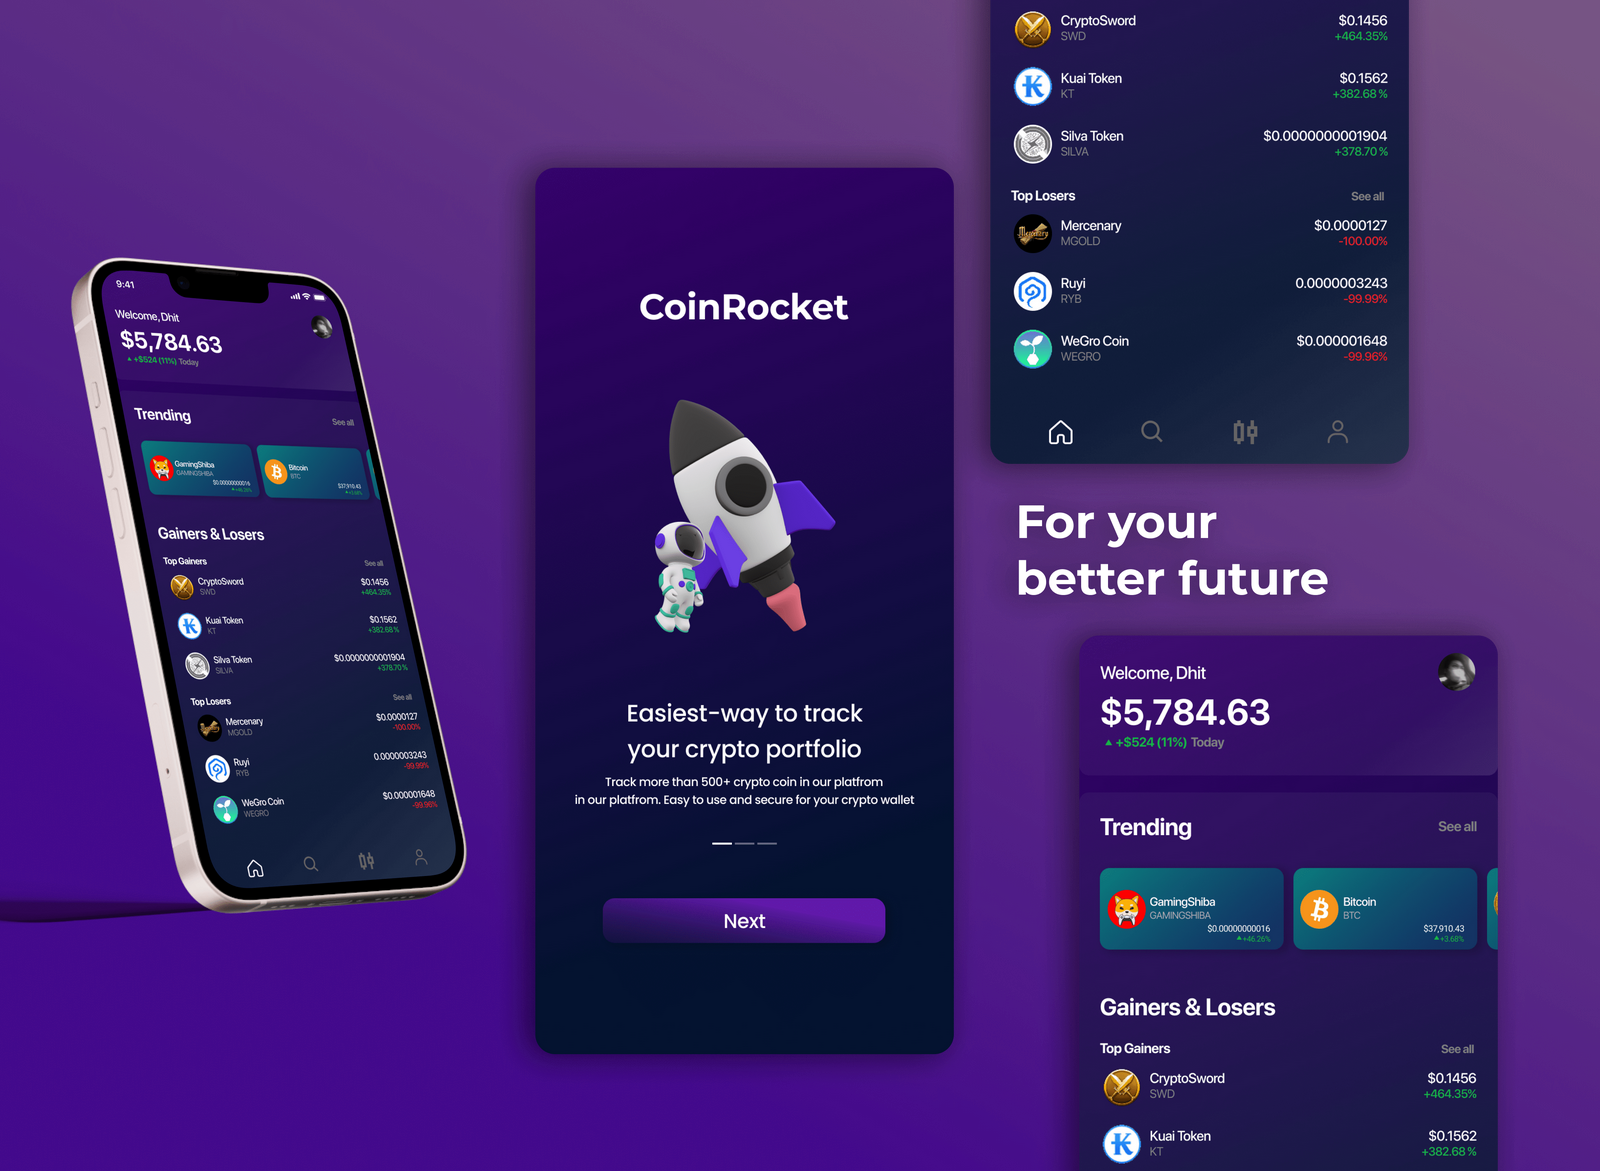 9:41
Welcome, Dhit
$5,784.63
+$524 (11%) Today
Trending
See all
GamingShiba
GAMINGSHIBA
$0.00000000016
+46.26%
Bitcoin
BTC
$37,910.43
+3.68%
Gainers & Losers
Top Gainers
See all
CryptoSword
SWD
$0.1456
+464.35%
Kuai Token
KT
$0.1562
+382.68 %
Silva Token
SILVA
$0.0000000001904
+378.70 %
Top Losers
See all
Mercenary
MGOLD
$0.0000127
-100.00%
Ruyi
RYB
0.0000003243
-99.99%
WeGro Coin
WEGRO
$0.000001648
-99.96%
CoinRocket
Easiest-way to track
your crypto portfolio
Track more than 500+ crypto coin in our platfrom
in our platfrom. Easy to use and secure for your crypto wallet
Next
CryptoSword
SWD
$0.1456
+464.35%
Kuai Token
KT
$0.1562
+382.68 %
Silva Token
SILVA
$0.0000000001904
+378.70 %
Top Losers
See all
Mercenary
Mercenary
MGOLD
$0.0000127
-100.00%
Ruyi
RYB
0.0000003243
-99.99%
WeGro Coin
WEGRO
$0.000001648
-99.96%
For your
better future
Welcome, Dhit
$5,784.63
+$524 (11%) Today
Trending
See all
GamingShiba
GAMINGSHIBA
$0.00000000016
+46.26%
Bitcoin
BTC
$37,910.43
+3.68%
Gainers & Losers
Top Gainers
See all
CryptoSword
SWD
$0.1456
+464.35%
Kuai Token
KT
$0.1562
+382.68 %